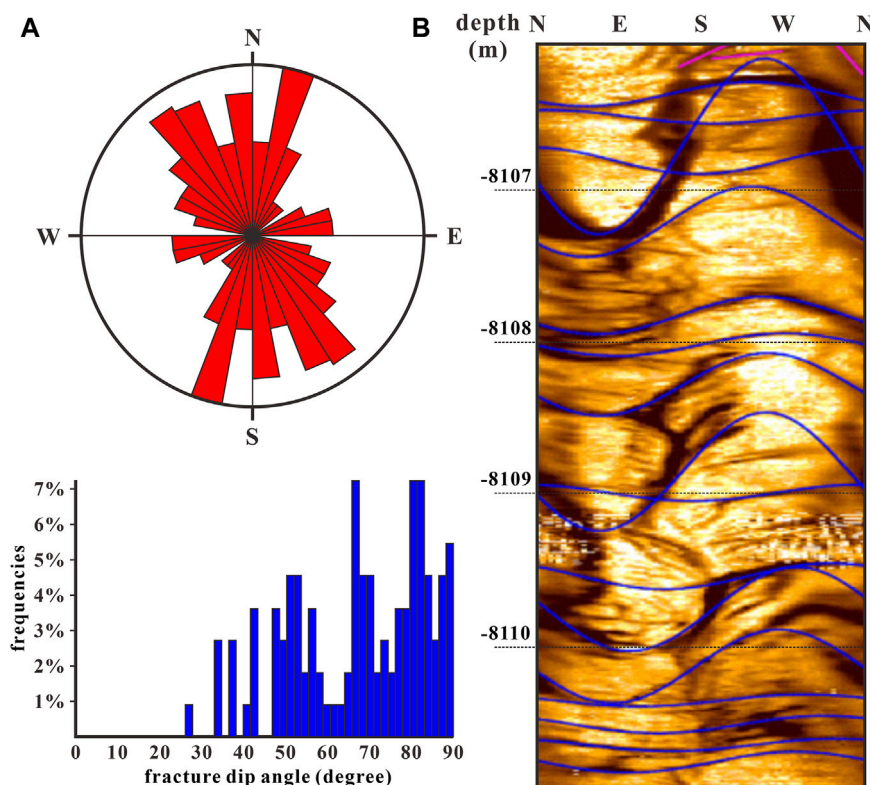 A
N
W
E
S
7%
6%
5%
4%
3%
2%
1%
frequencies
0 10 20 30 40 50 60 70 80 90
fracture dip angle (degree)
B
depth N E S W N
(m)
-8107
-8108
-8109
-8110